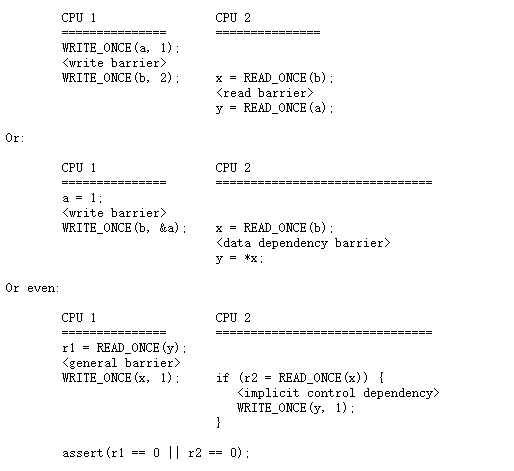 CPU 1                 CPU 2
===============       ===============
WRITE_ONCE(a, 1);
<write barrier>
WRITE_ONCE(b, 2);     x = READ_ONCE(b);
                      <read barrier>
                      y = READ_ONCE(a);
Or:
CPU 1                 CPU 2
===============       ===============================
a = 1;
<write barrier>
WRITE_ONCE(b, &a);    x = READ_ONCE(b);
                      <data dependency barrier>
                      y = *x;
Or even:
CPU 1                 CPU 2
===============       ===============================
r1 = READ_ONCE(y);
<general barrier>
WRITE_ONCE(x, 1);     if (r2 = READ_ONCE(x)) {
                         <implicit control dependency>
                         WRITE_ONCE(y, 1);
                      }
assert(r1 == 0 || r2 == 0);